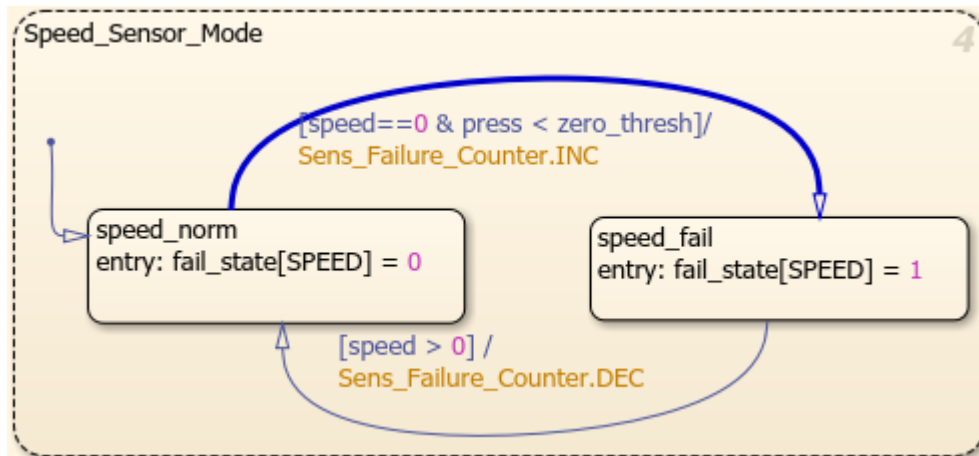 Speed_Sensor_Mode
4
[speed==0 & press < zero_thresh]/
Sens_Failure_Counter.INC
speed_norm
entry: fail_state[SPEED] = 0
speed_fail
entry: fail_state[SPEED] = 1
[speed > 0] /
Sens_Failure_Counter.DEC